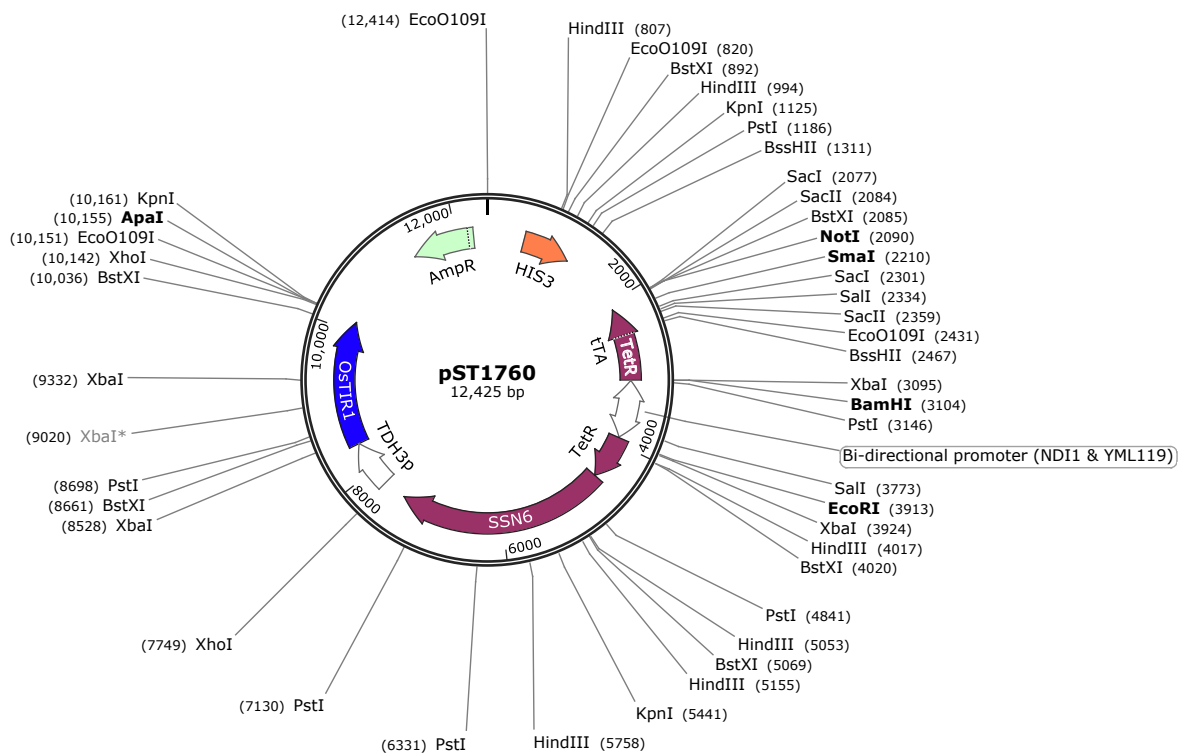 (12,414) EcoO109I
HindIII (807)
EcoO109I (820)
BstXI (892)
HindIII (994)
KpnI (1125)
PstI (1186)
BssHII (1311)
SacI (2077)
SacII (2084)
BstXI (2085)
NotI (2090)
SmaI (2210)
SacI (2301)
SalI (2334)
SacII (2359)
EcoO109I (2431)
BssHII (2467)
XbaI (3095)
BamHI (3104)
PstI (3146)
Bi-directional promoter (NDI1 & YML119)
SalI (3773)
EcoRI (3913)
XbaI (3924)
HindIII (4017)
BstXI (4020)
PstI (4841)
HindIII (5053)
BstXI (5069)
HindIII (5155)
KpnI (5441)
HindIII (5758)
(6331) PstI
(7130) PstI
(7749) XhoI
(8528) XbaI
(8661) BstXI
(8698) PstI
(9020) XbaI*
(9332) XbaI
(10,036) BstXI
(10,142) XhoI
(10,151) EcoO109I
(10,155) ApaI
(10,161) KpnI
2000
4000
6000
8000
10,000
12,000
AmpR
HIS3
tTA
TetR
TetR
SSN6
TDH3p
OsTIR1
pST1760
12,425 bp